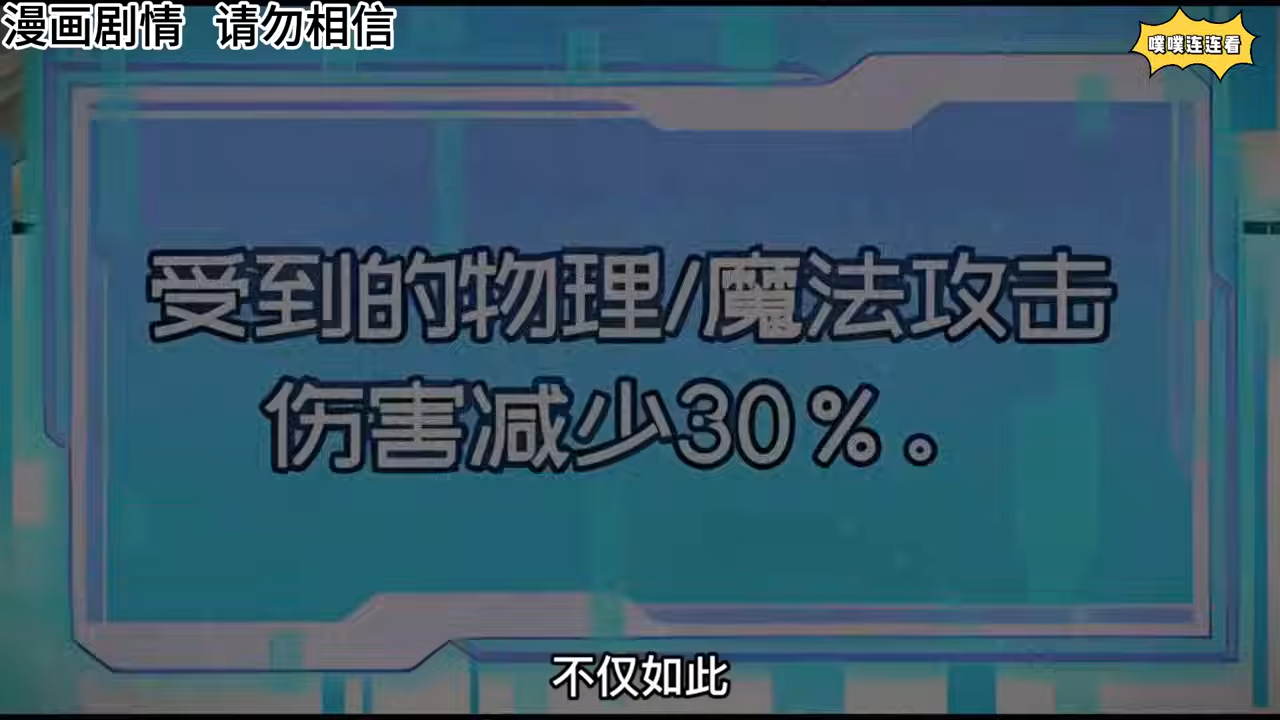 漫画剧情 请勿相信
噗噗连连看
受到的物理/魔法攻击
伤害减少30%。
不仅如此